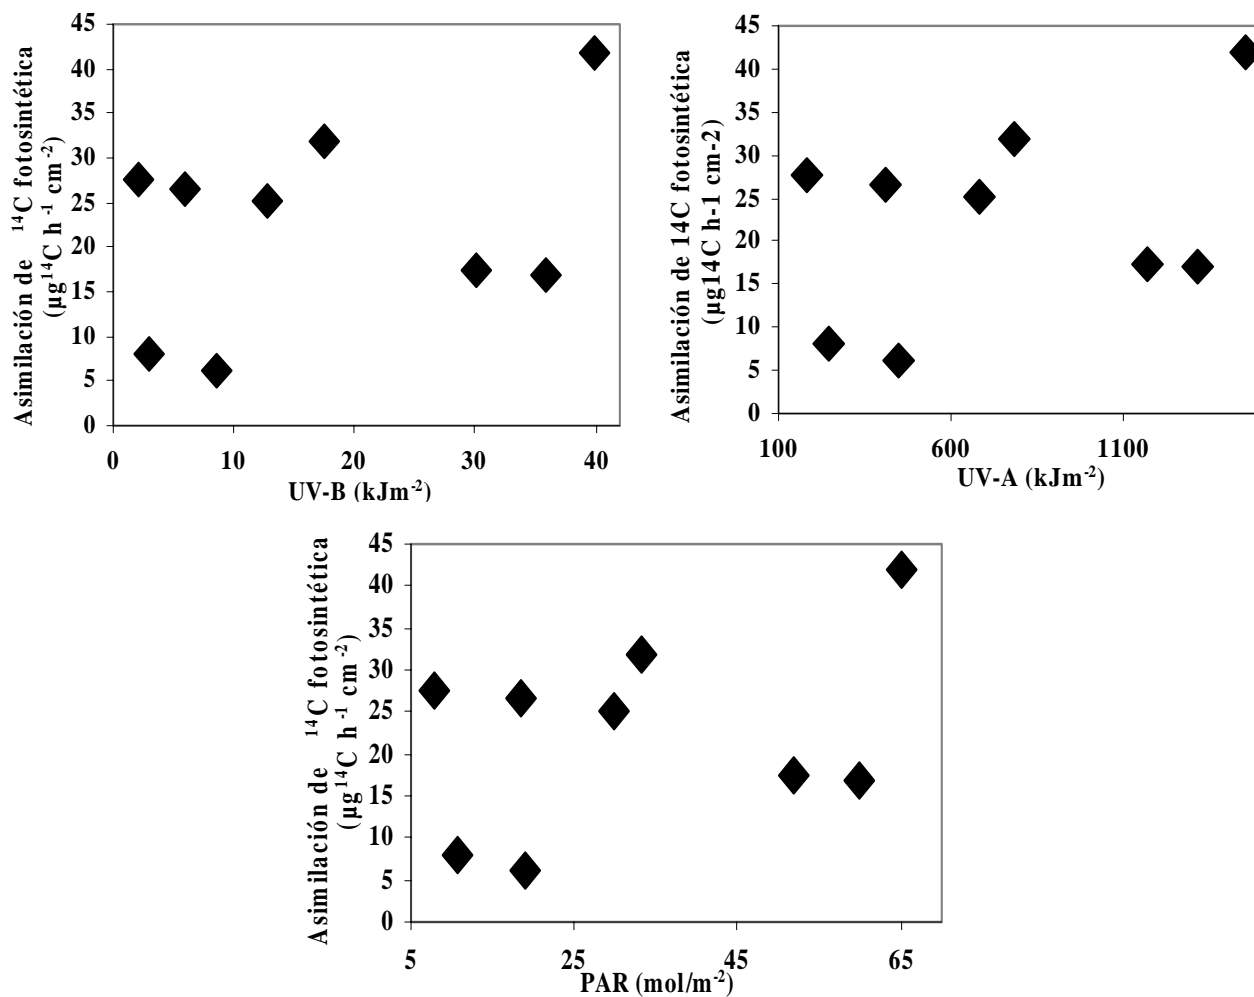 Asimilación de ¹⁴C fotosintética
(µg¹⁴C h⁻¹ cm⁻²)
45
40
35
30
25
20
15
10
5
0
0 10 20 30 40
UV-B (kJm⁻²)
Asimilación de 14C fotosintética
(µg14C h-1 cm-2)
45
40
35
30
25
20
15
10
5
0
100 600 1100
UV-A (kJm⁻²)
Asimilación de ¹⁴C fotosintética
(µg¹⁴C h⁻¹ cm⁻²)
45
40
35
30
25
20
15
10
5
0
5 25 45 65
PAR (mol/m⁻²)